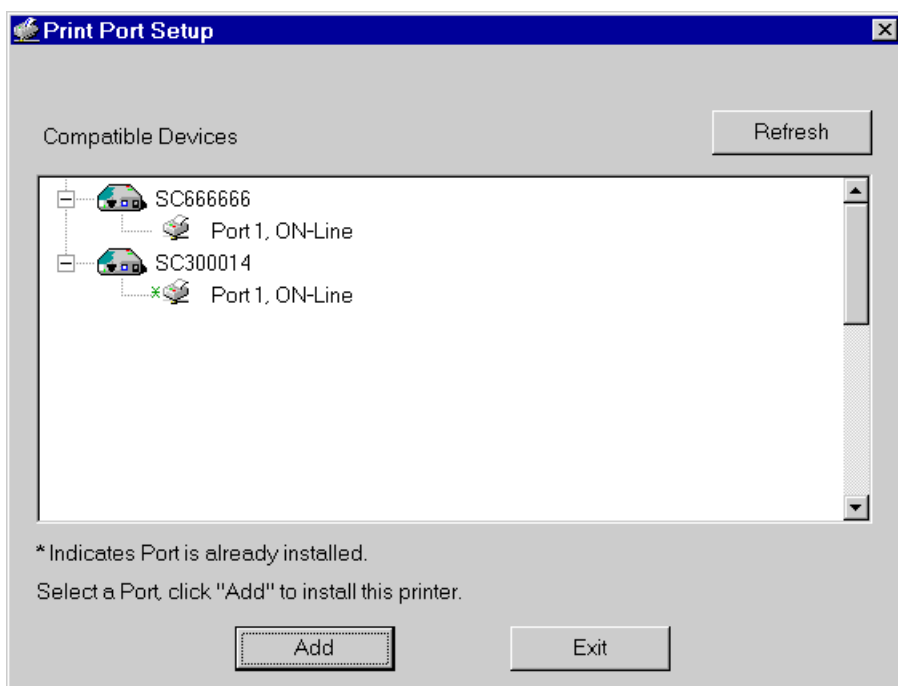 Print Port Setup
Compatible Devices
Refresh
SC666666
Port 1, ON-Line
SC300014
* Port 1, ON-Line
* Indicates Port is already installed.
Select a Port, click "Add" to install this printer.
Add
Exit